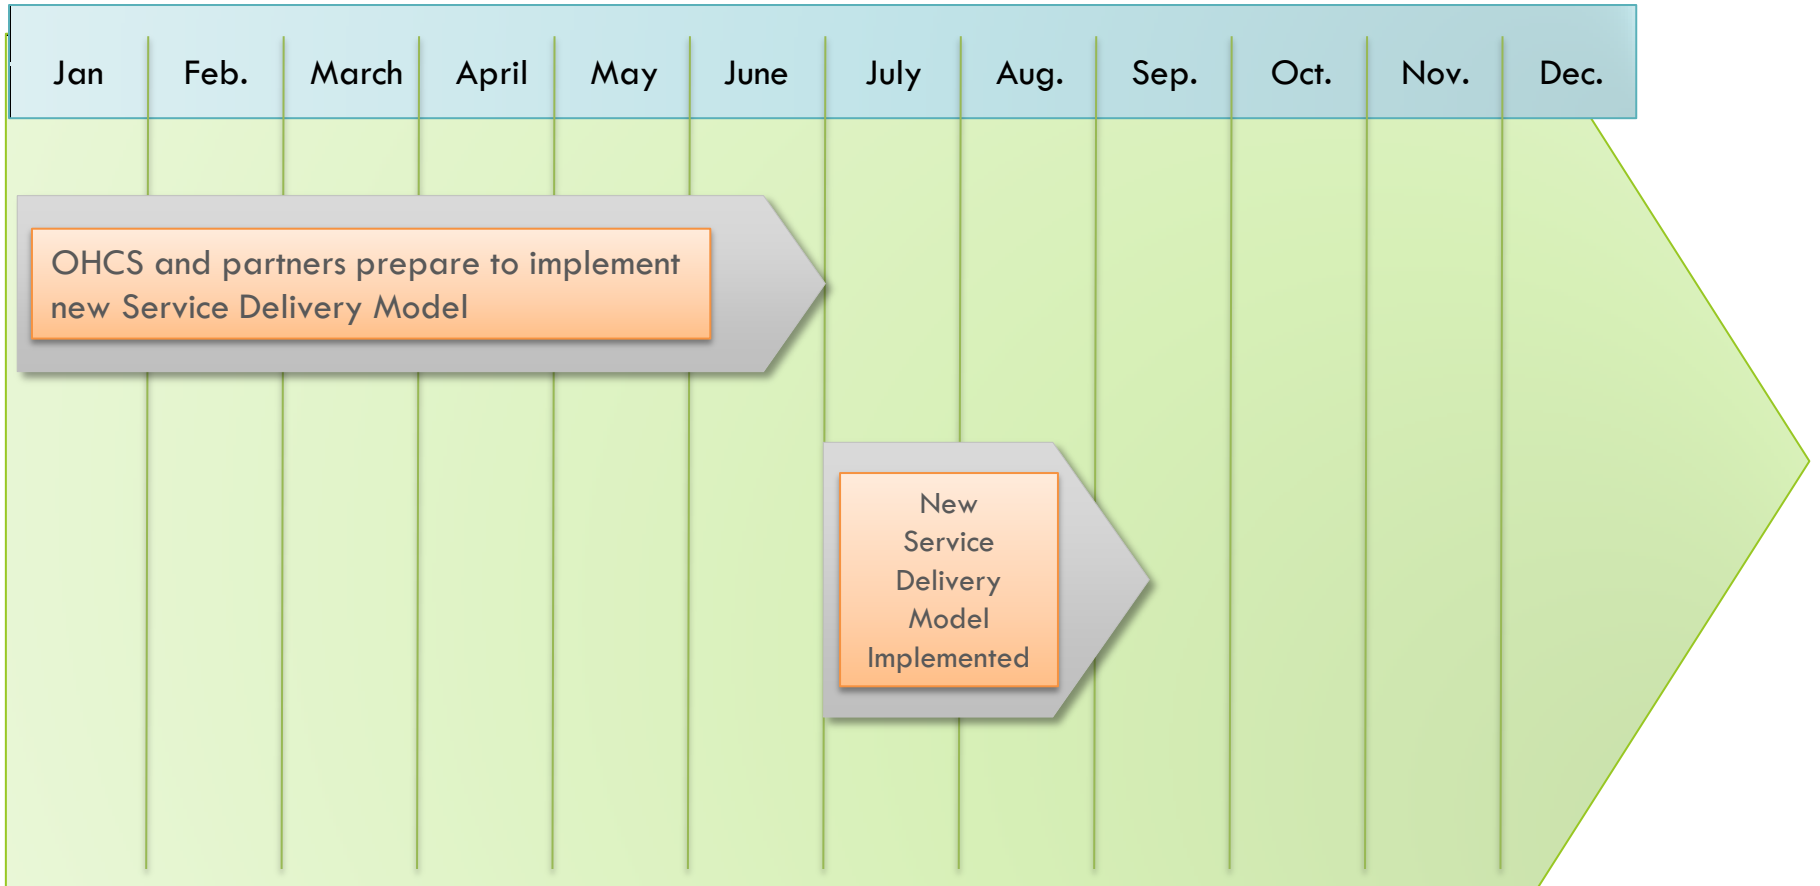 Jan Feb. March April May June July Aug. Sep. Oct. Nov. Dec.
OHCS and partners prepare to implement
new Service Delivery Model
New
Service
Delivery
Model
Implemented